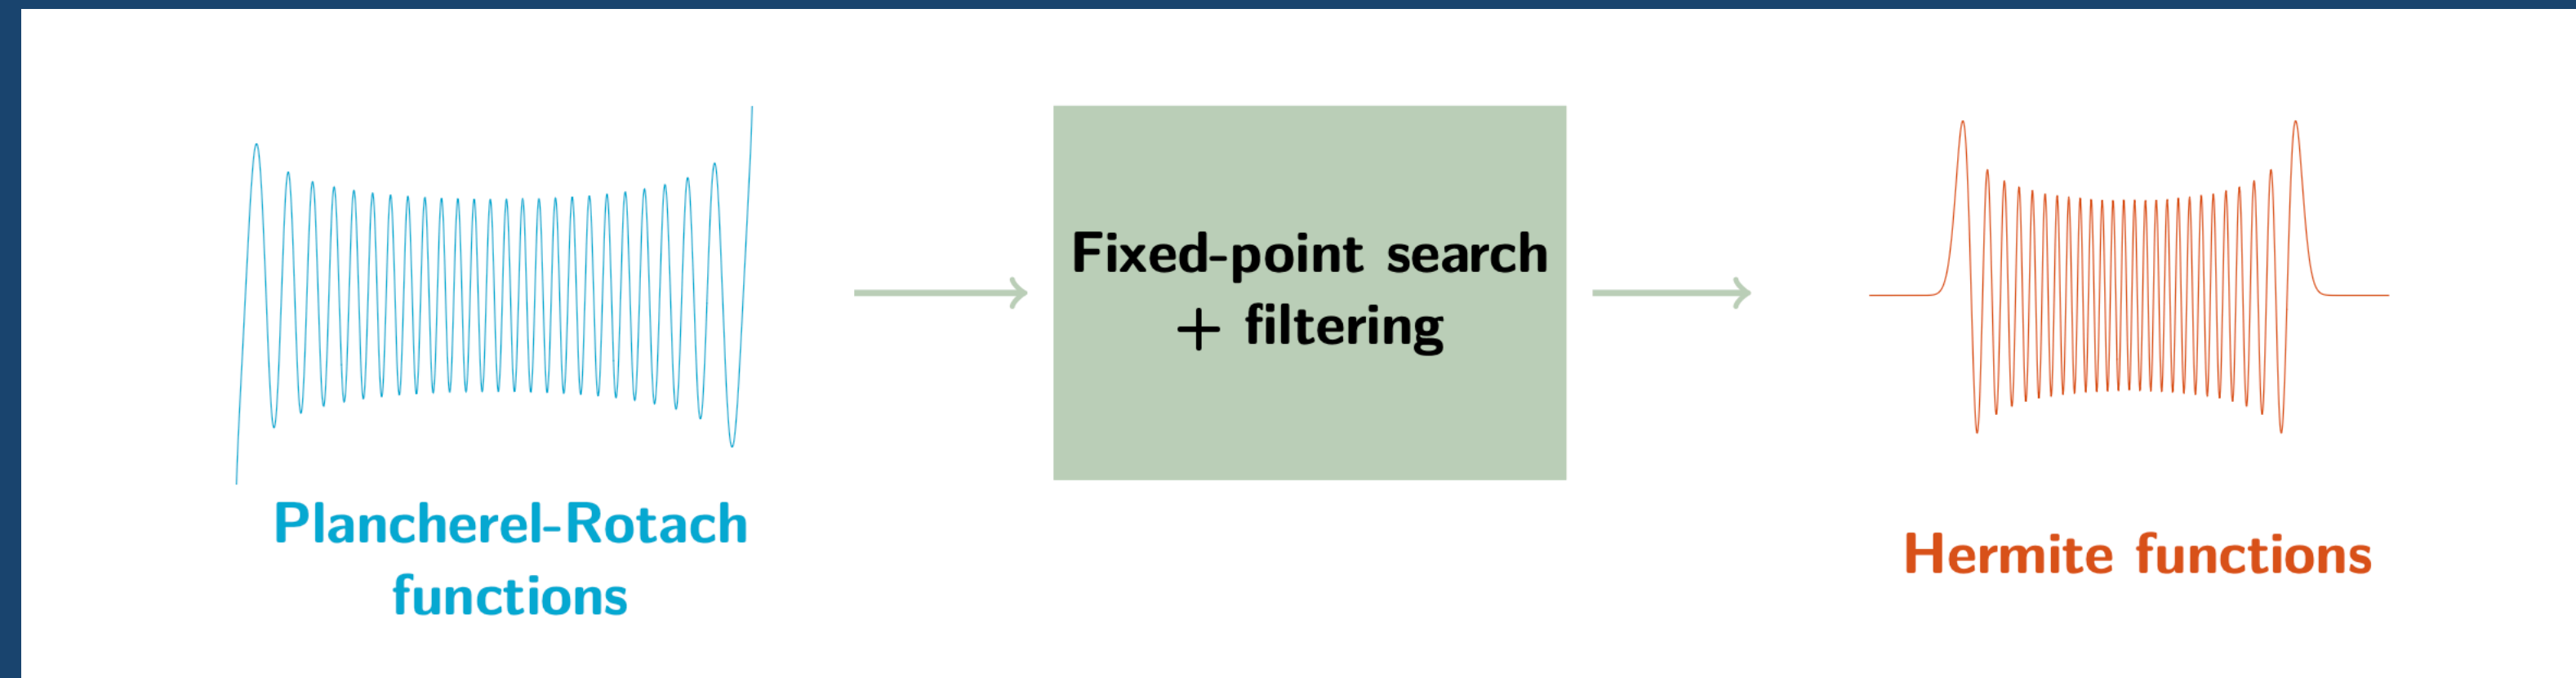 Fixed-point search
+ filtering
Plancherel-Rotach
functions
Hermite functions